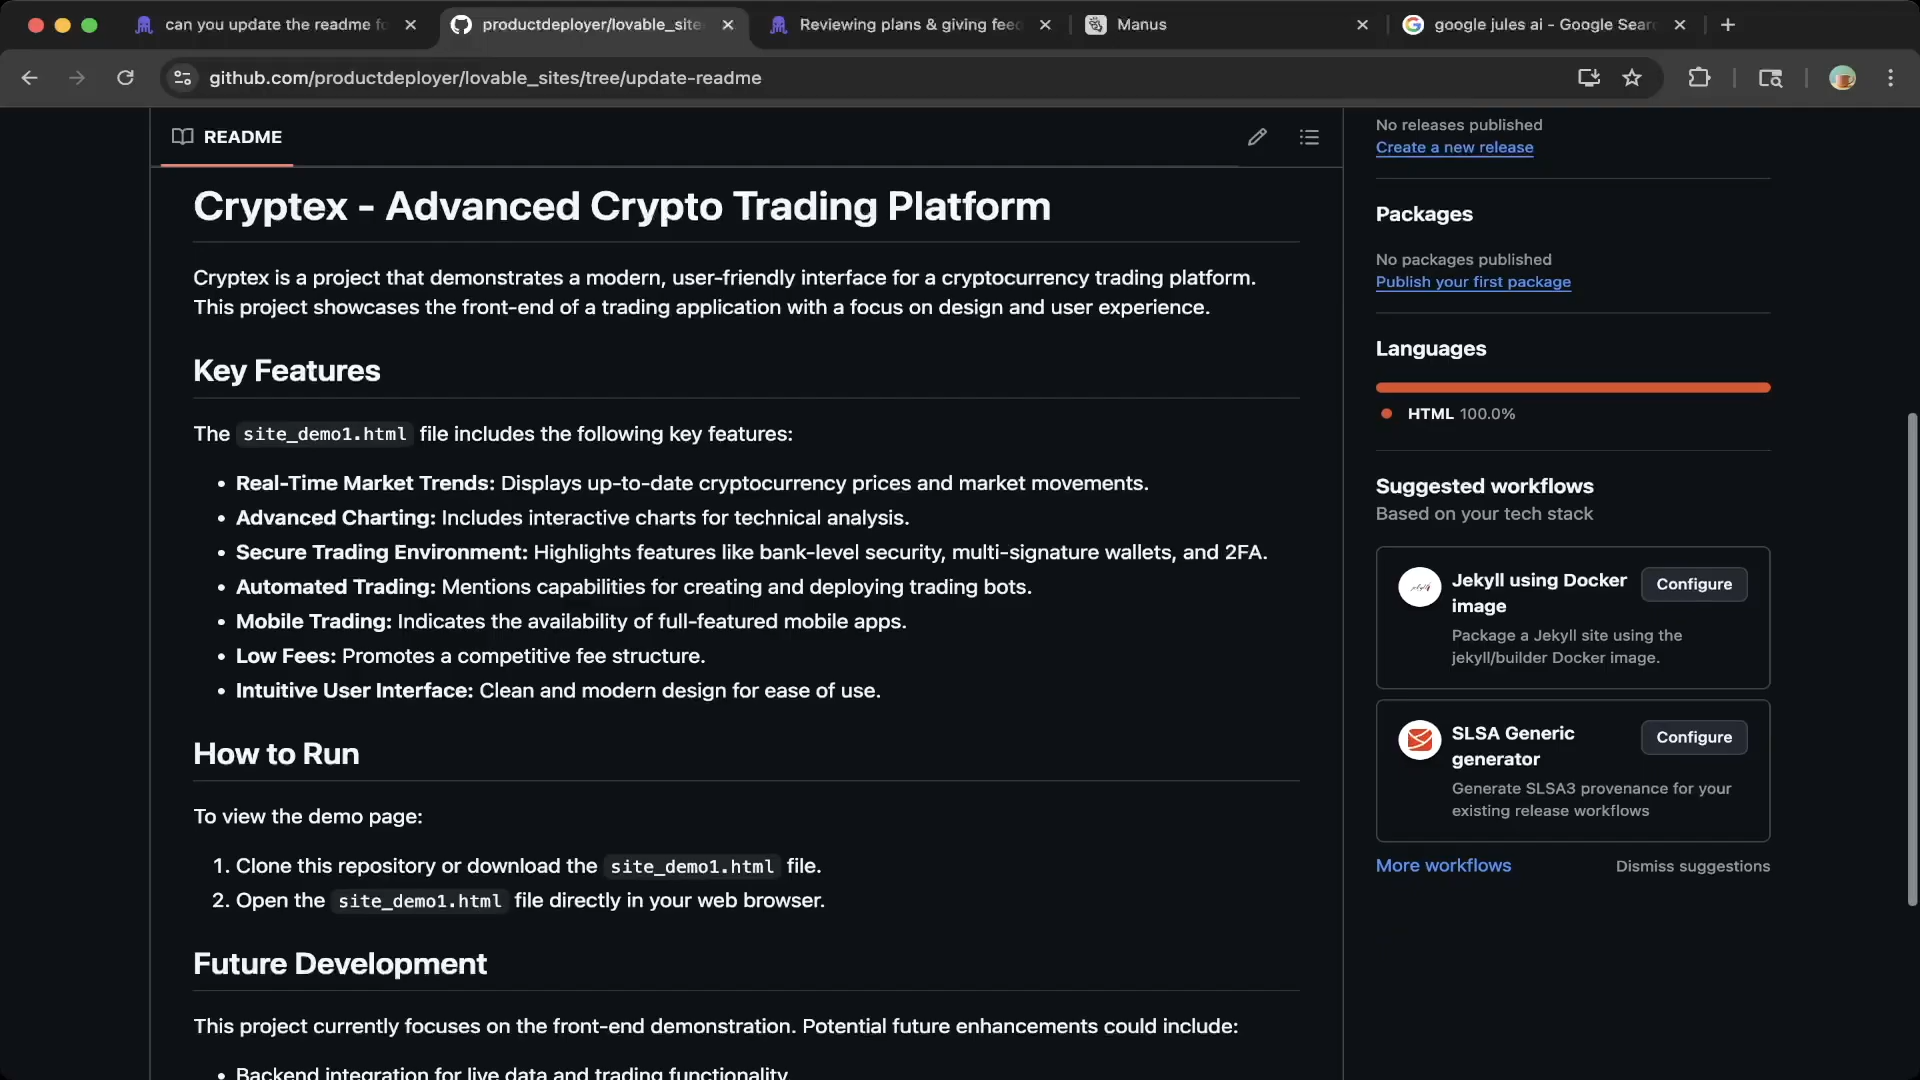 can you update the readme fo
productdeployer/lovable_site
Reviewing plans & giving feed
Manus
google jules ai - Google Sear
github.com/productdeployer/lovable_sites/tree/update-readme
README
Cryptex - Advanced Crypto Trading Platform
Cryptex is a project that demonstrates a modern, user-friendly interface for a cryptocurrency trading platform.
This project showcases the front-end of a trading application with a focus on design and user experience.
Key Features
The site_demo1.html file includes the following key features:
• Real-Time Market Trends: Displays up-to-date cryptocurrency prices and market movements.
• Advanced Charting: Includes interactive charts for technical analysis.
• Secure Trading Environment: Highlights features like bank-level security, multi-signature wallets, and 2FA.
• Automated Trading: Mentions capabilities for creating and deploying trading bots.
• Mobile Trading: Indicates the availability of full-featured mobile apps.
• Low Fees: Promotes a competitive fee structure.
• Intuitive User Interface: Clean and modern design for ease of use.
How to Run
To view the demo page:
1. Clone this repository or download the site_demo1.html file.
2. Open the site_demo1.html file directly in your web browser.
Future Development
This project currently focuses on the front-end demonstration. Potential future enhancements could include:
• Backend integration for live data and trading functionality.
No releases published
Create a new release
Packages
No packages published
Publish your first package
Languages
HTML 100.0%
Suggested workflows
Based on your tech stack
Jekyll using Docker
image
Configure
Package a Jekyll site using the
jekyll/builder Docker image.
SLSA Generic
generator
Configure
Generate SLSA3 provenance for your
existing release workflows
More workflows
Dismiss suggestions